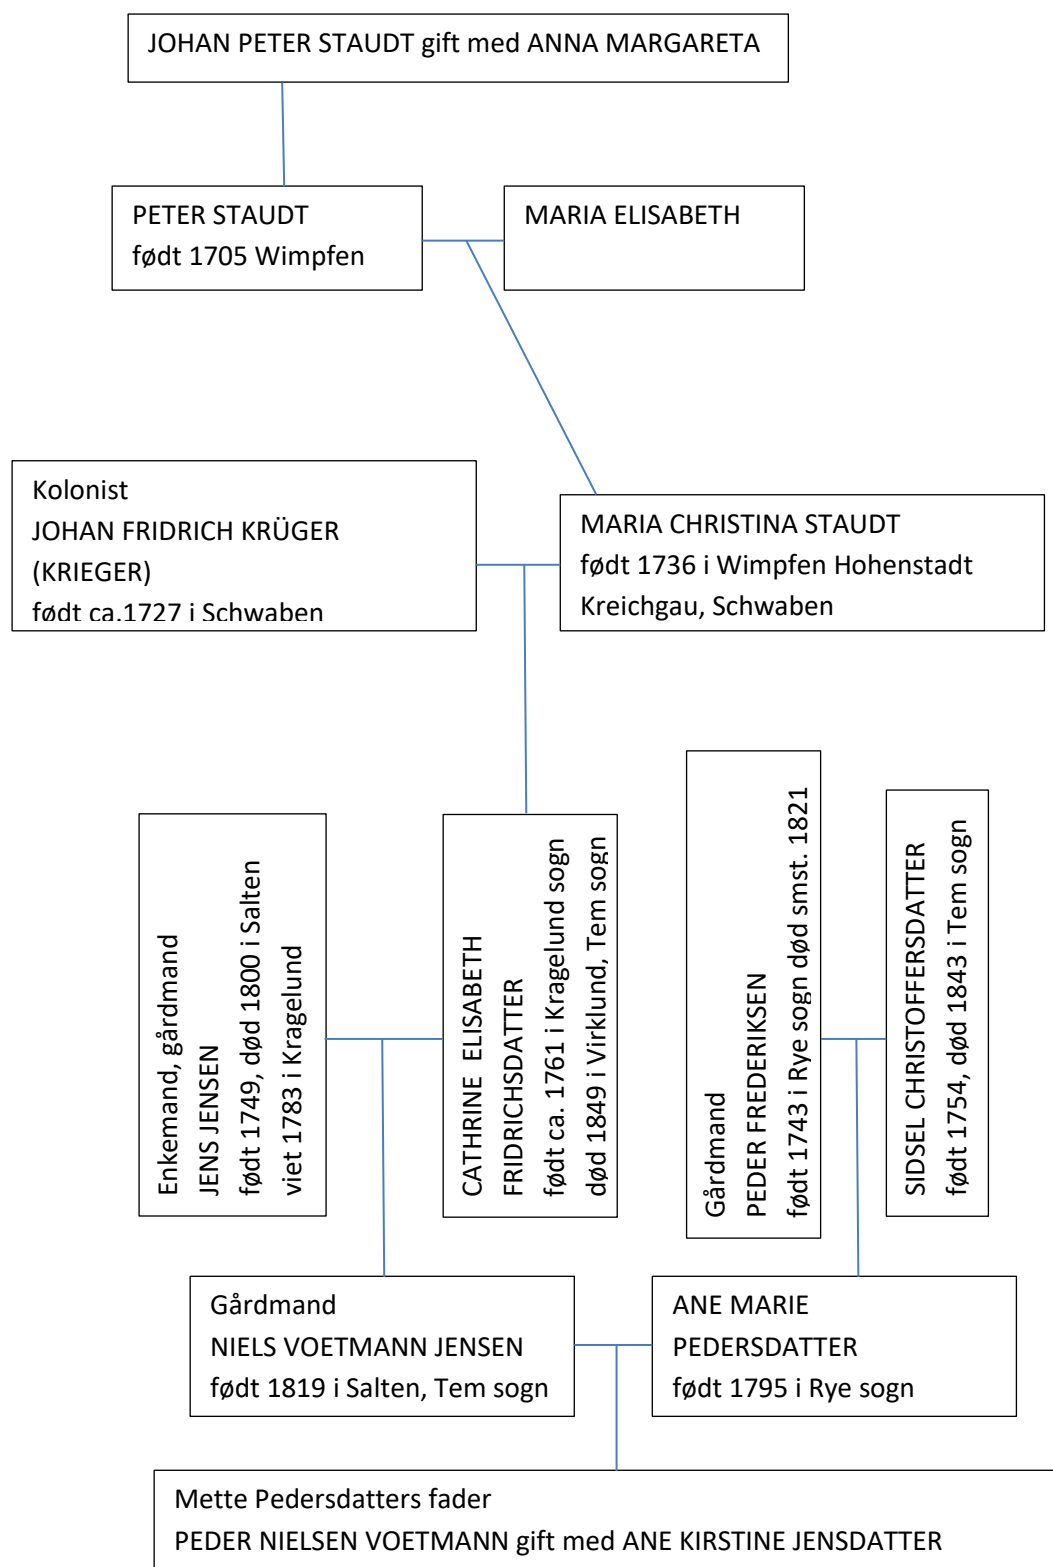 JOHAN PETER STAUDT gift med ANNA MARGARETA
PETER STAUDT
født 1705 Wimpfen
MARIA ELISABETH
Kolonist
JOHAN FRIDRICH KRÜGER
(KRIEGER)
født ca.1727 i Schwaben
MARIA CHRISTINA STAUDT
født 1736 i Wimpfen Hohenstadt
Kreichgau, Schwaben
Enkemand, gårdmand
JENS JENSEN
født 1749, død 1800 i Salten
viet 1783 i Kragelund
CATHRINE ELISABETH
FRIDRICHSDATTER
født ca. 1761 i Kragelund sogn
død 1849 i Virklund, Tem sogn
Gårdmand
PEDER FREDERIKSEN
født 1743 i Rye sogn død smst. 1821
SIDSEL CHRISTOFFERSDATTER
født 1754, død 1843 i Tem sogn
Gårdmand
NIELS VOETMANN JENSEN
født 1819 i Salten, Tem sogn
ANE MARIE
PEDERSDATTER
født 1795 i Rye sogn
Mette Pedersdatters fader
PEDER NIELSEN VOETMANN gift med ANE KIRSTINE JENSDATTER